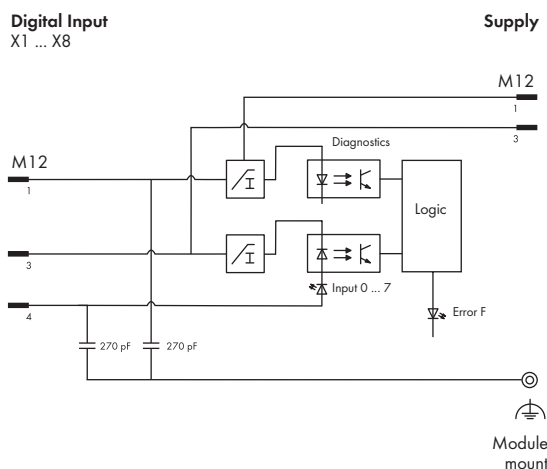 Digital Input
X1 ... X8
Supply
M12
1
3
Diagnostics
M12
1
I
Logic
3
I
Input 0 ... 7
4
Error F
270 pF
270 pF
Module
mount